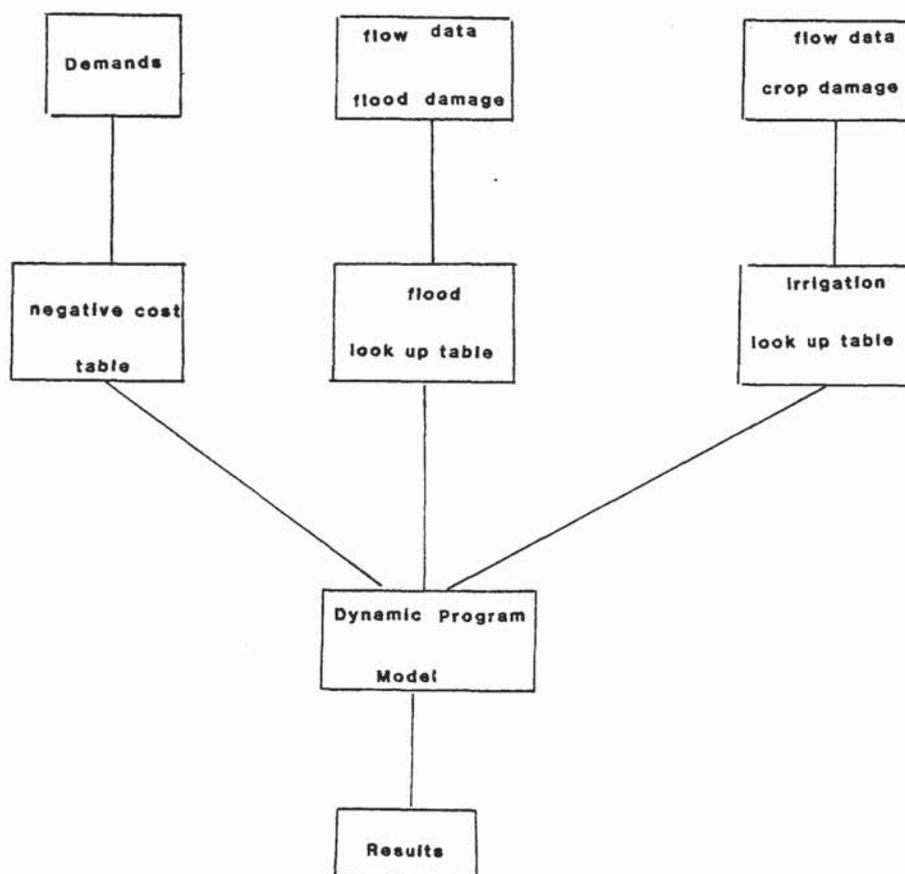 Demands
flow data
flood damage
flow data
crop damage
negative cost
table
flood
look up table
irrigation
look up table
Dynamic Program
Model
Results